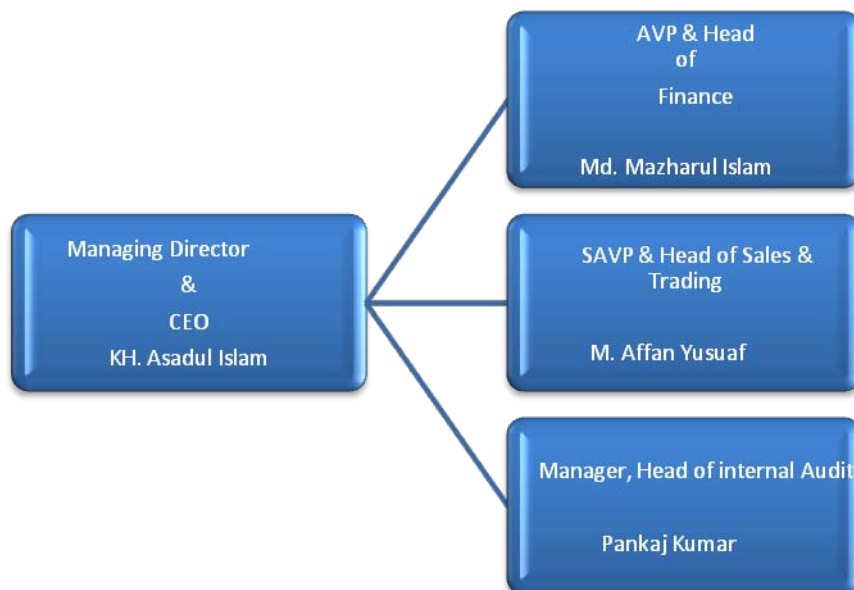 AVP & Head
of
Finance
Md. Mazharul Islam
Managing Director
&
CEO
KH. Asadul Islam
SAVP & Head of Sales &
Trading
M. Affan Yusuaf
Manager, Head of internal Audit
Pankaj Kumar